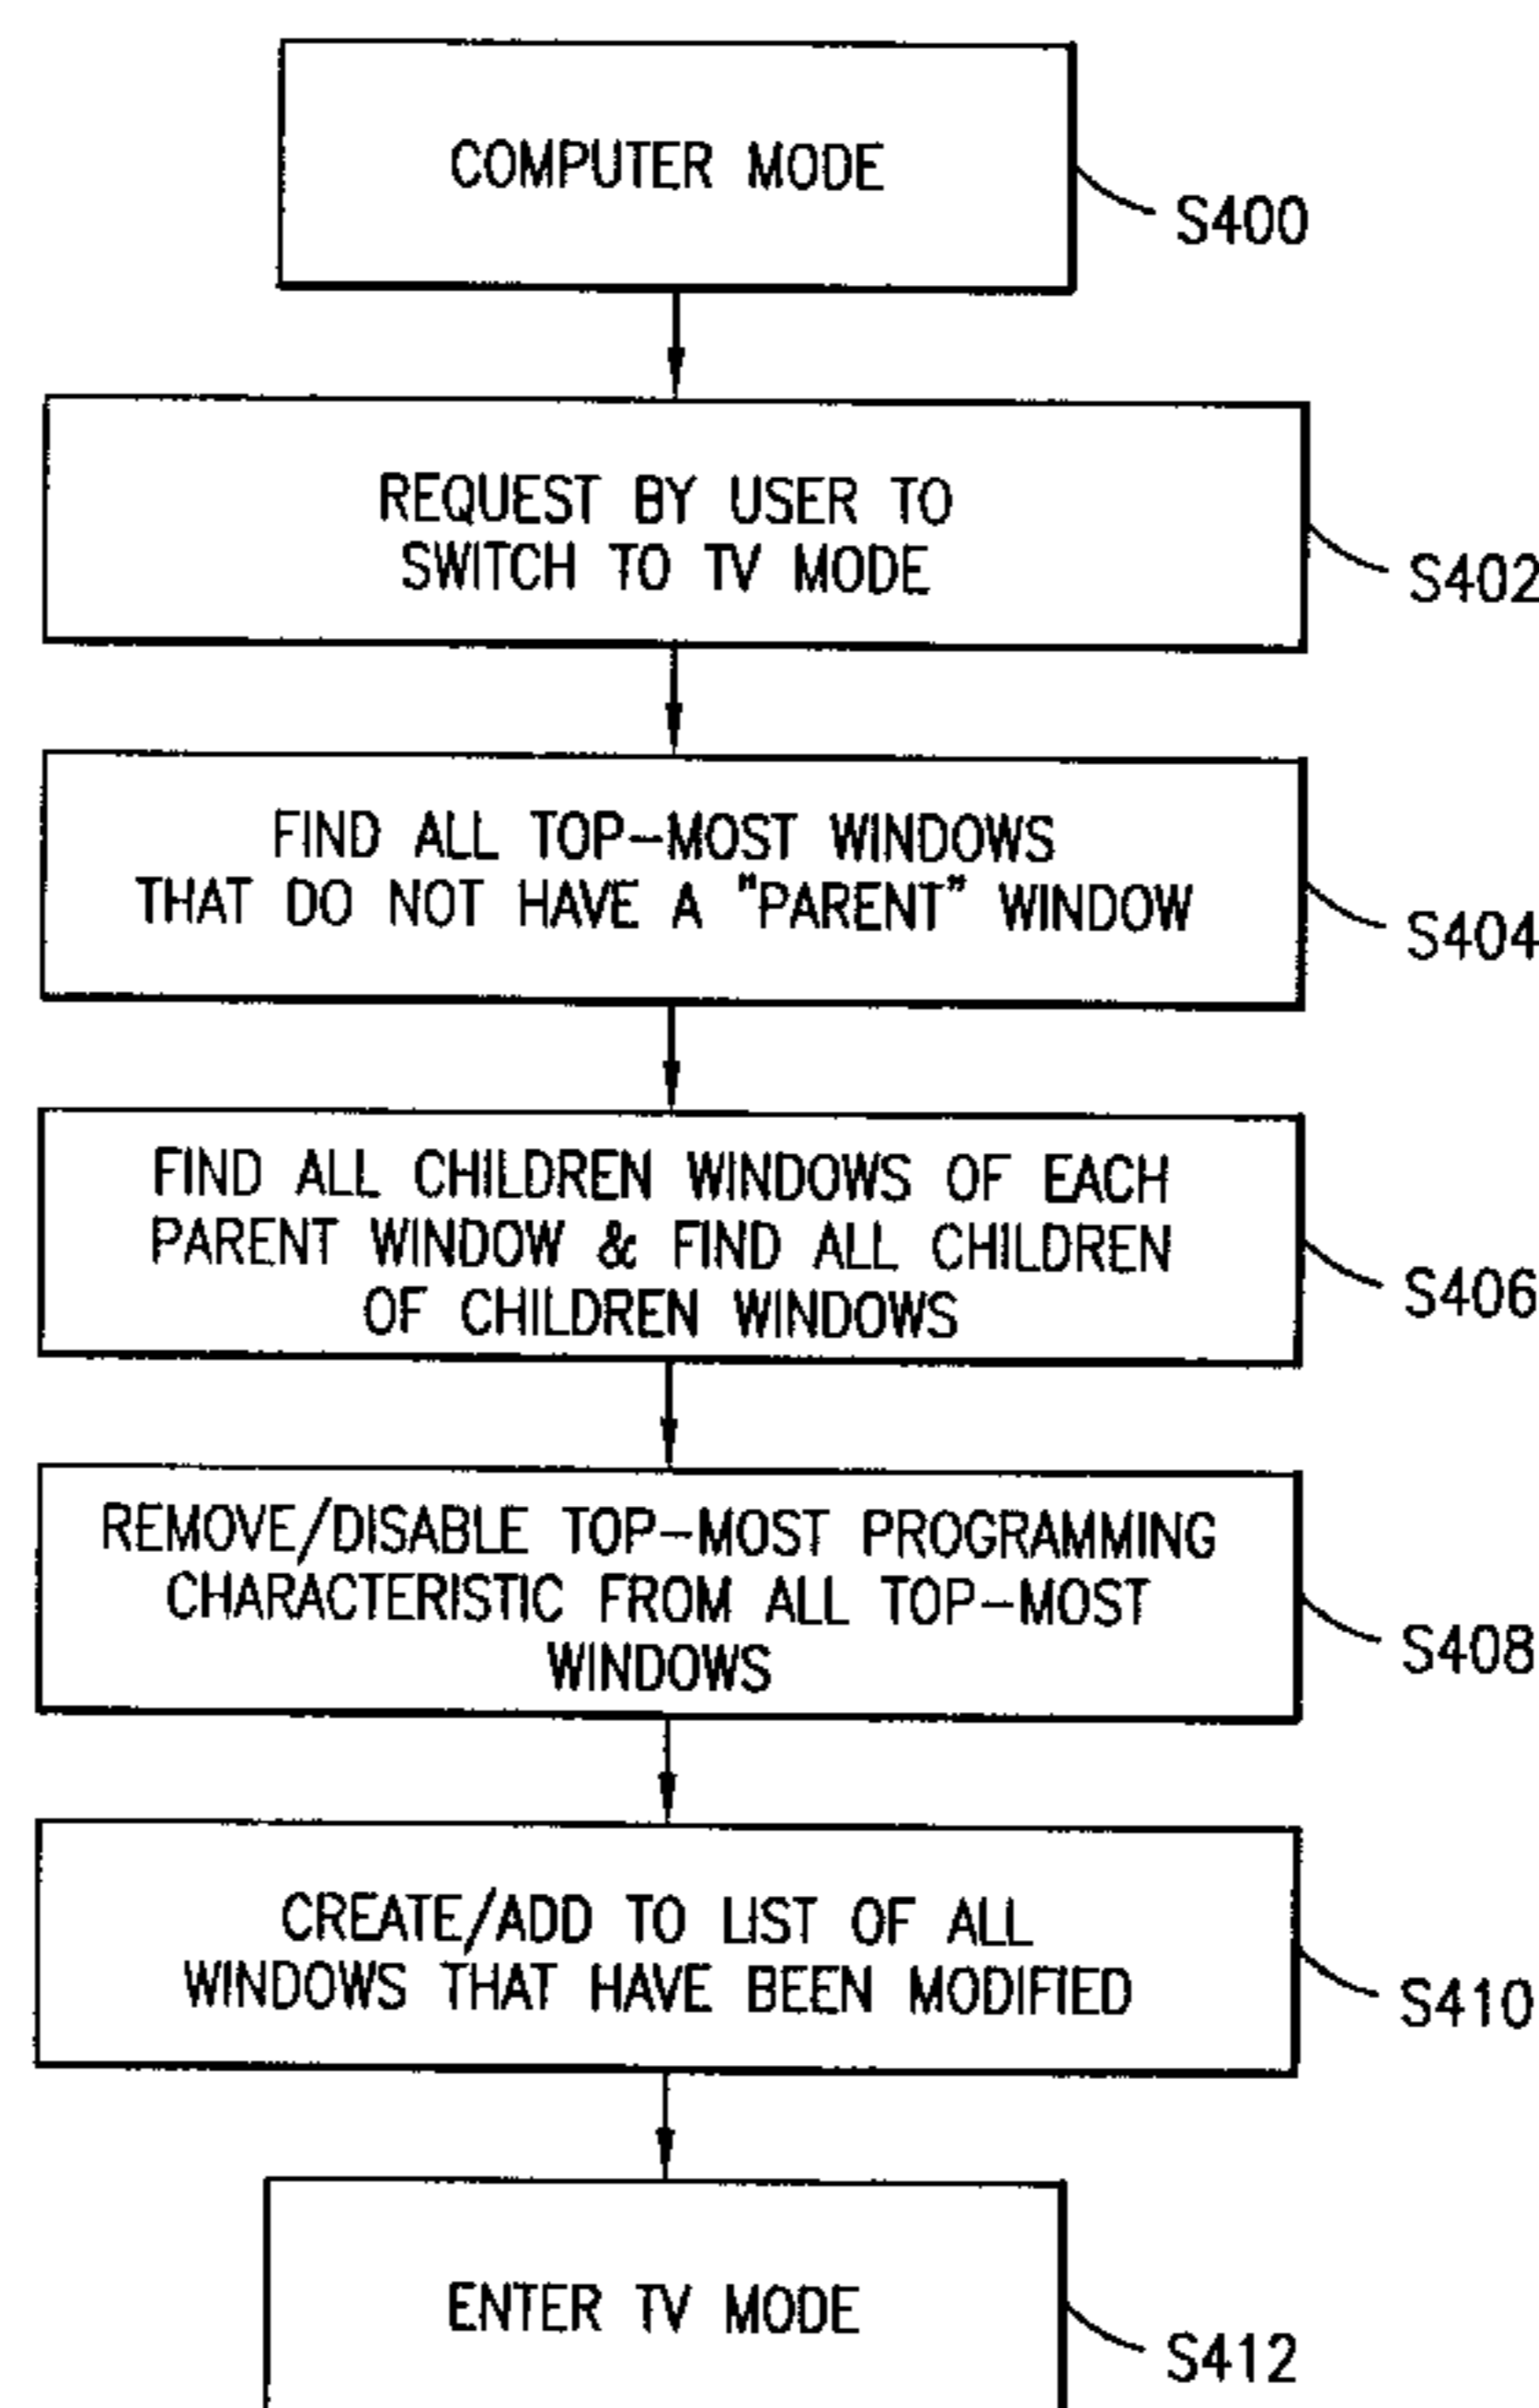 COMPUTER MODE
S400
REQUEST BY USER TO
SWITCH TO TV MODE
S402
FIND ALL TOP-MOST WINDOWS
THAT DO NOT HAVE A "PARENT" WINDOW
S404
FIND ALL CHILDREN WINDOWS OF EACH
PARENT WINDOW & FIND ALL CHILDREN
OF CHILDREN WINDOWS
S406
REMOVE/DISABLE TOP-MOST PROGRAMMING
CHARACTERISTIC FROM ALL TOP-MOST
WINDOWS
S408
CREATE/ADD TO LIST OF ALL
WINDOWS THAT HAVE BEEN MODIFIED
S410
ENTER TV MODE
S412